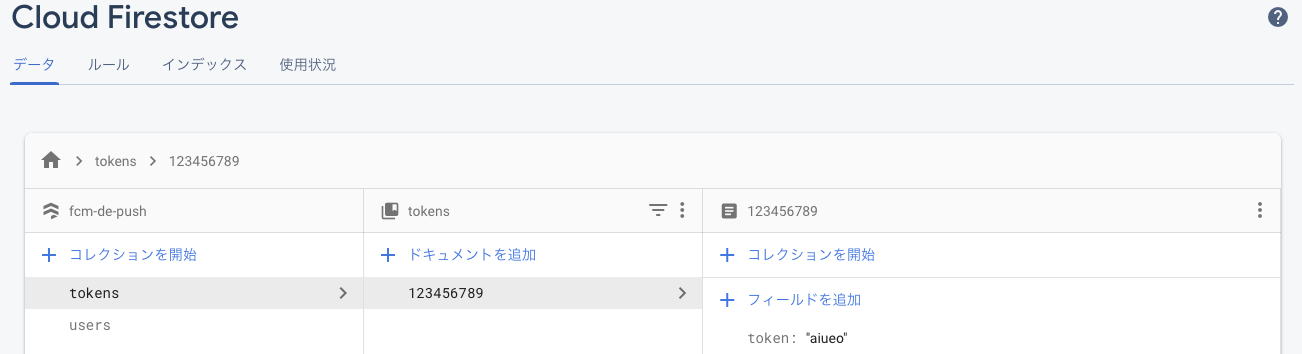 Cloud Firestore
データ ルール インデックス 使用状況
tokens 123456789
fcm-de-push tokens 123456789
コレクションを開始 ドキュメントを追加 コレクションを開始
tokens 123456789 フィールドを追加
users token: "aiueo"